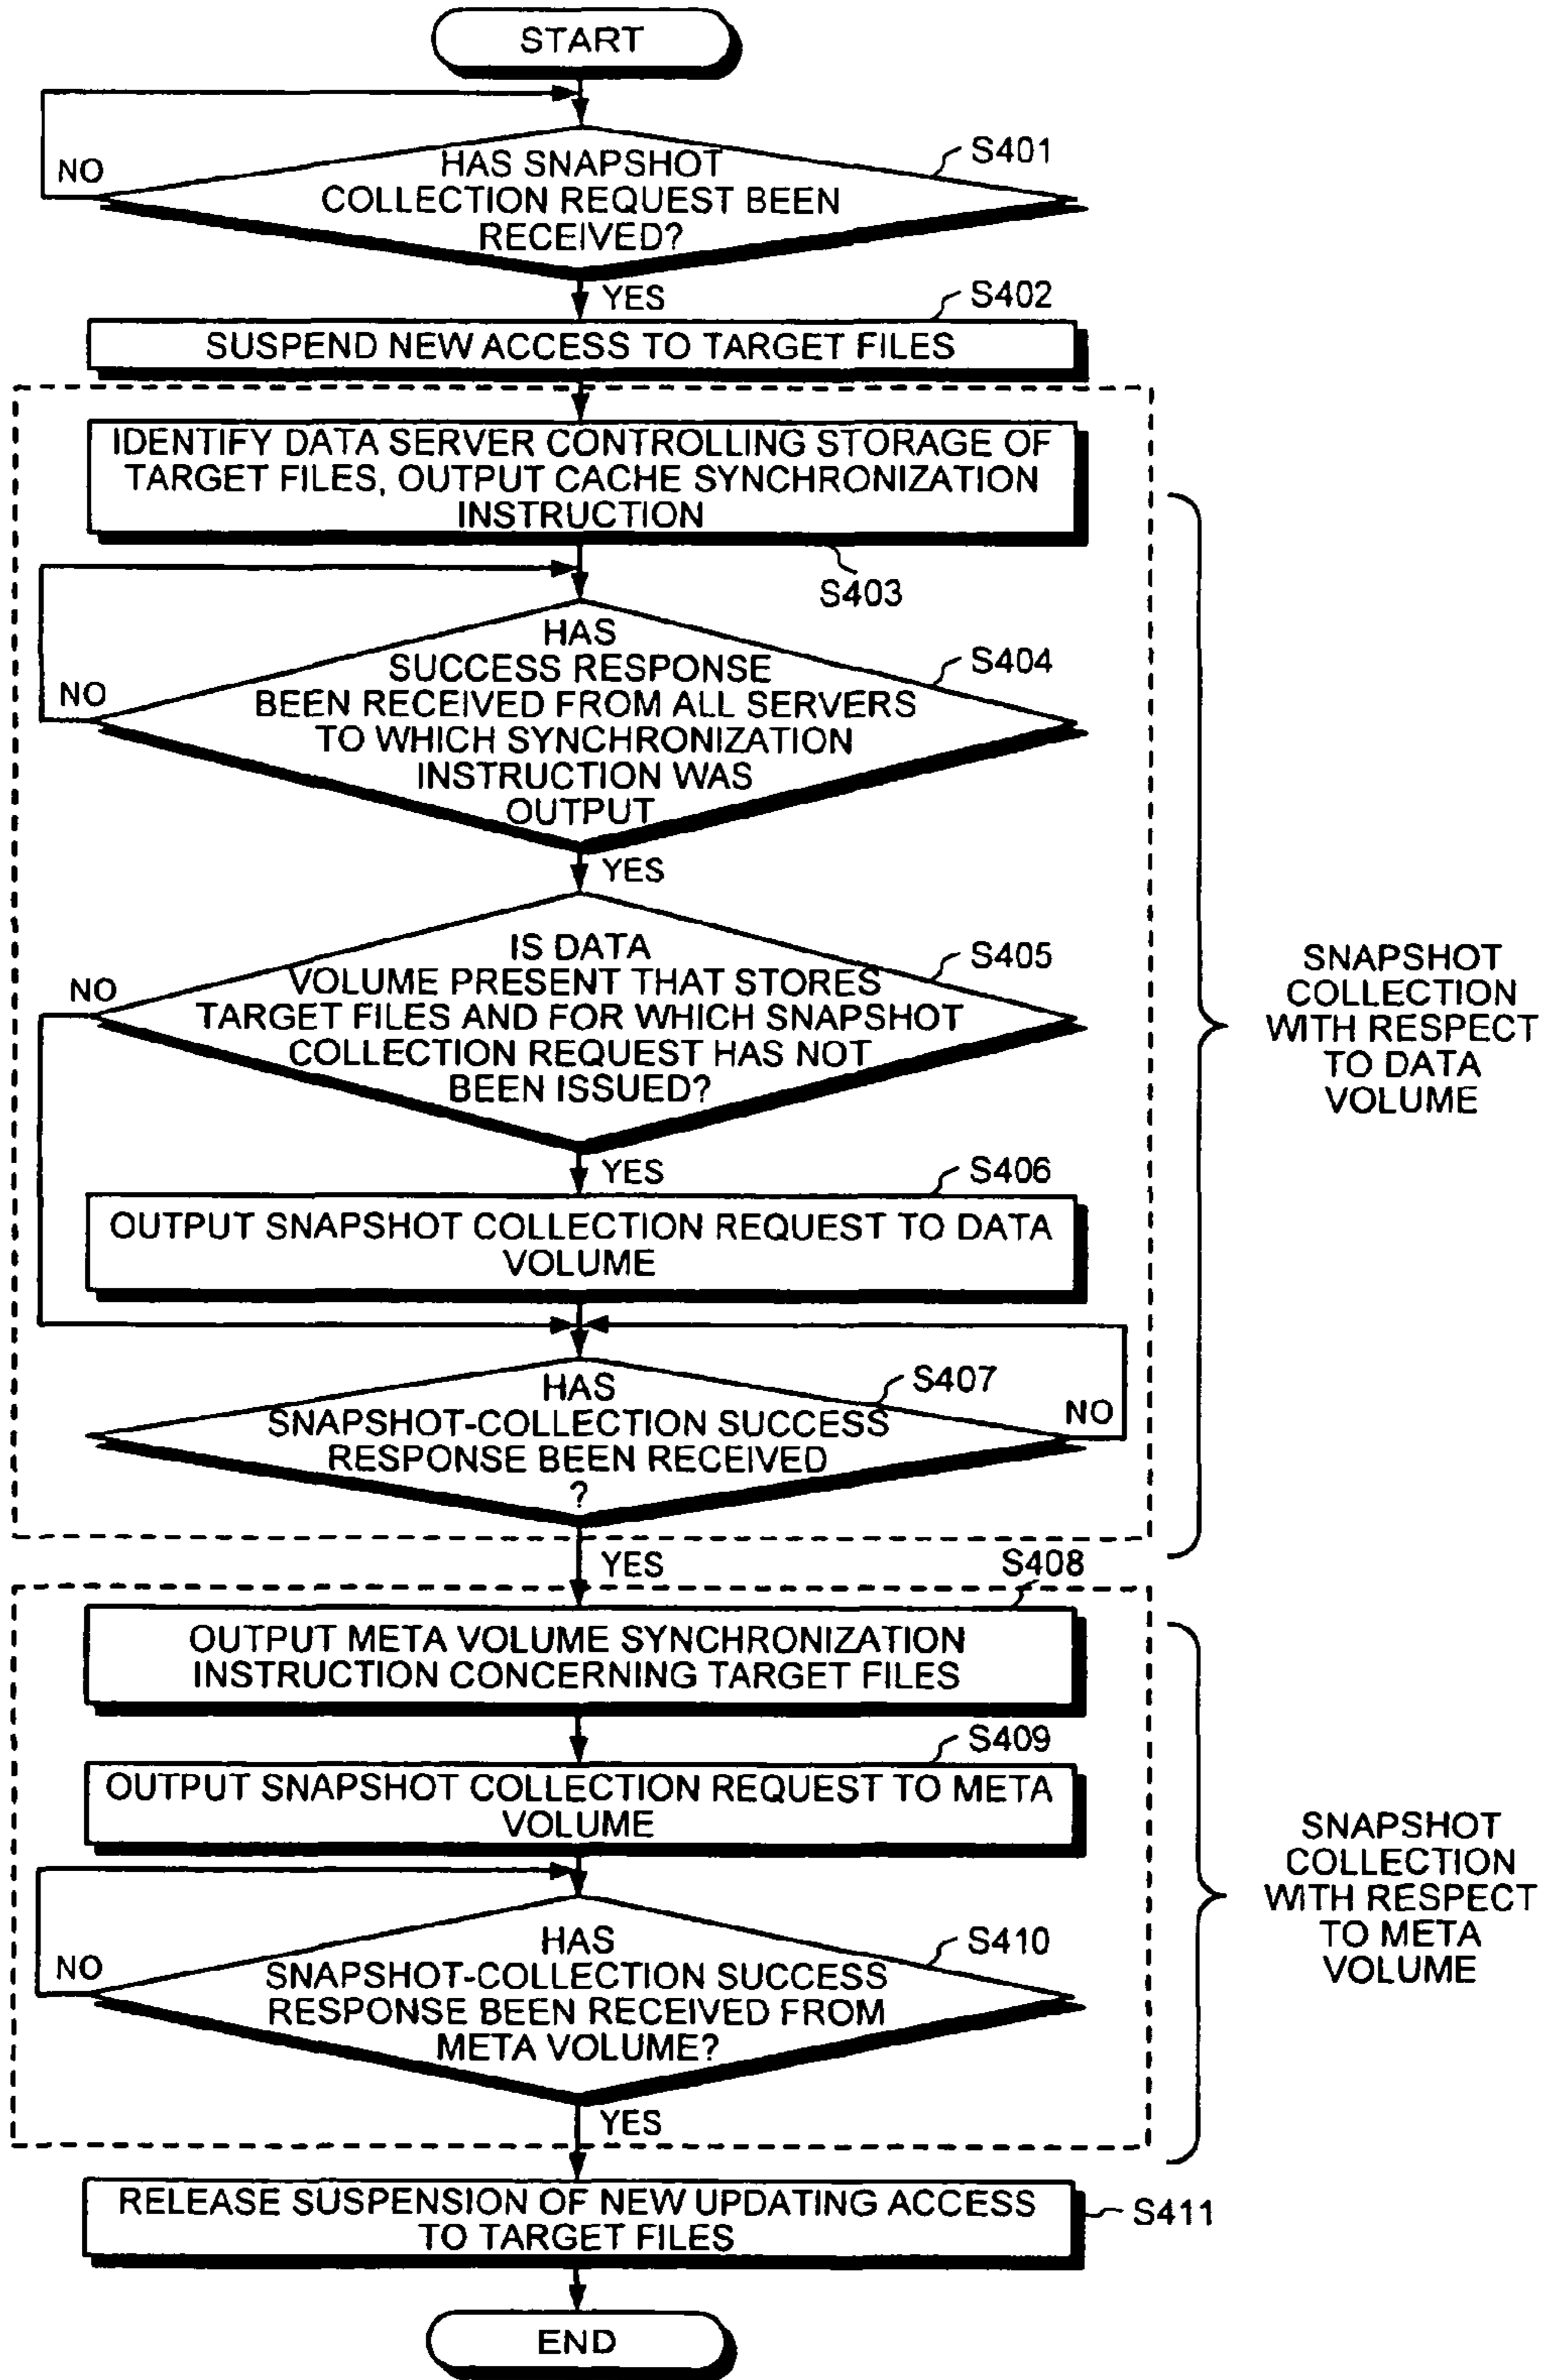 START
NO
HAS SNAPSHOT
COLLECTION REQUEST BEEN
RECEIVED?
S401
YES
S402
SUSPEND NEW ACCESS TO TARGET FILES
IDENTIFY DATA SERVER CONTROLLING STORAGE OF
TARGET FILES, OUTPUT CACHE SYNCHRONIZATION
INSTRUCTION
S403
NO
HAS
SUCCESS RESPONSE
BEEN RECEIVED FROM ALL SERVERS
TO WHICH SYNCHRONIZATION
INSTRUCTION WAS
OUTPUT
S404
YES
NO
IS DATA
VOLUME PRESENT THAT STORES
TARGET FILES AND FOR WHICH SNAPSHOT
COLLECTION REQUEST HAS NOT
BEEN ISSUED?
S405
YES
S406
OUTPUT SNAPSHOT COLLECTION REQUEST TO DATA
VOLUME
HAS
SNAPSHOT-COLLECTION SUCCESS
RESPONSE BEEN RECEIVED
?
S407
NO
YES
SNAPSHOT
COLLECTION
WITH RESPECT
TO DATA
VOLUME
S408
OUTPUT META VOLUME SYNCHRONIZATION
INSTRUCTION CONCERNING TARGET FILES
S409
OUTPUT SNAPSHOT COLLECTION REQUEST TO META
VOLUME
NO
HAS
SNAPSHOT-COLLECTION SUCCESS
RESPONSE BEEN RECEIVED FROM
META VOLUME?
S410
YES
SNAPSHOT
COLLECTION
WITH RESPECT
TO META
VOLUME
RELEASE SUSPENSION OF NEW UPDATING ACCESS
TO TARGET FILES
S411
END